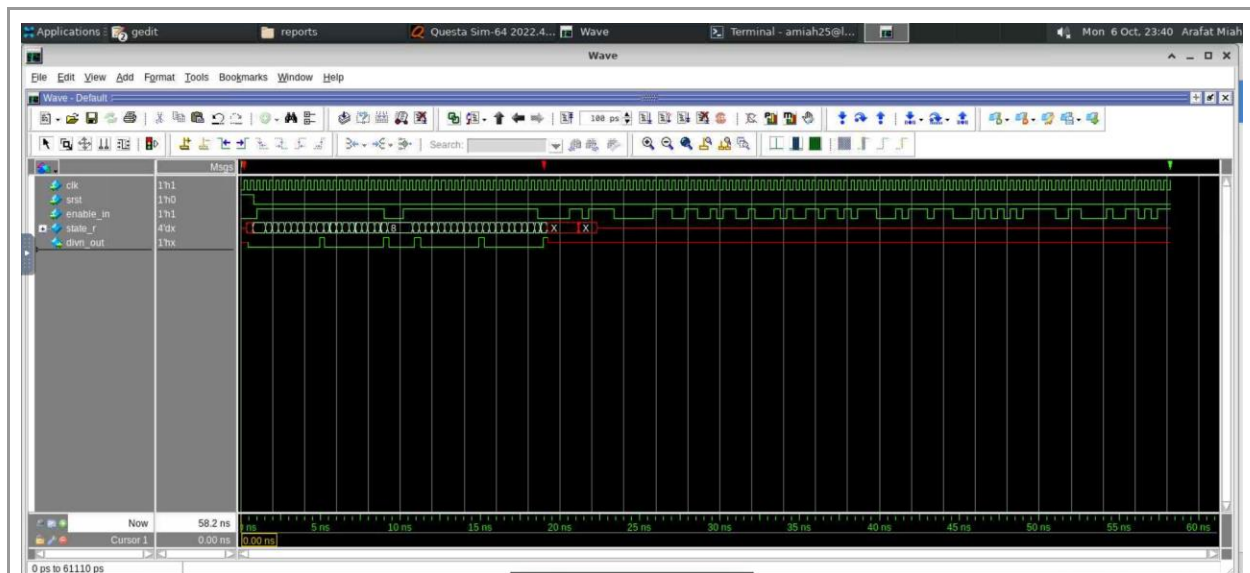 Applications gedit reports Questa Sim-64 2022.4... Wave Terminal - amiah25@l... Mon 6 Oct, 23:40 Arafat Miah
Wave
File Edit View Add Format Tools Bookmarks Window Help
Wave - Default
100 ps
Search:
Msgs
clk 1'h1
srst 1'h0
enable_in 1'h1
state_r 4'dx 8 X X
divn_out 1'hx
Now 58.2 ns ns 5 ns 10 ns 15 ns 20 ns 25 ns 30 ns 35 ns 40 ns 45 ns 50 ns 55 ns 60 ns
Cursor 1 0.00 ns 0.00 ns
0 ps to 61110 ps